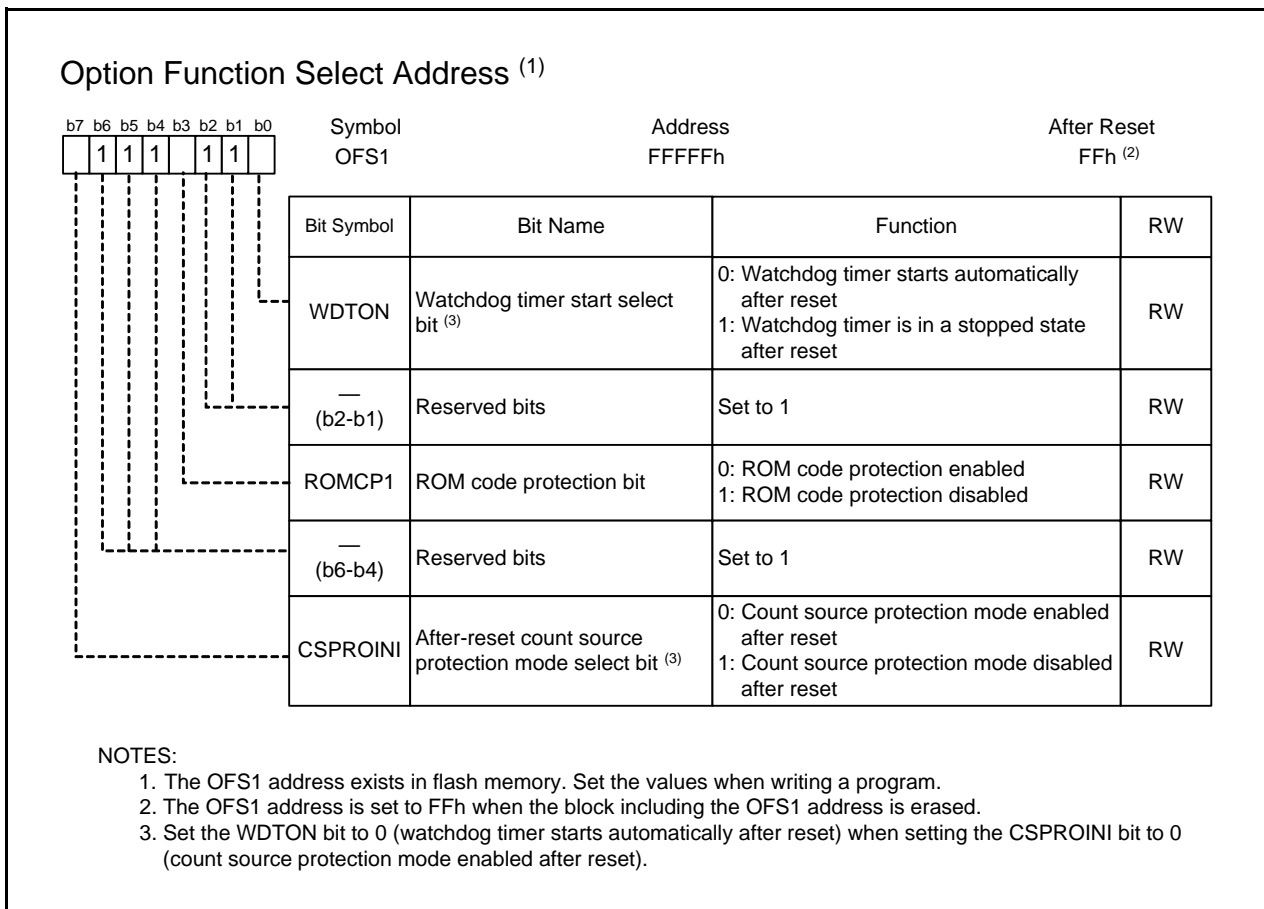 Option Function Select Address (1)
b7 b6 b5 b4 b3 b2 b1 b0
1 1 1 1 1
Symbol Address After Reset
OFS1 FFFFFh FFh (2)
Bit Symbol Bit Name Function RW
WDTON
Watchdog timer start select
bit (3)
0: Watchdog timer starts automatically
after reset
1: Watchdog timer is in a stopped state
after reset
RW
—
(b2-b1)
Reserved bits
Set to 1
RW
ROMCP1
ROM code protection bit
0: ROM code protection enabled
1: ROM code protection disabled
RW
—
(b6-b4)
Reserved bits
Set to 1
RW
CSPROINI
After-reset count source
protection mode select bit (3)
0: Count source protection mode enabled
after reset
1: Count source protection mode disabled
after reset
RW
NOTES:
1. The OFS1 address exists in flash memory. Set the values when writing a program.
2. The OFS1 address is set to FFh when the block including the OFS1 address is erased.
3. Set the WDTON bit to 0 (watchdog timer starts automatically after reset) when setting the CSPROINI bit to 0
(count source protection mode enabled after reset).